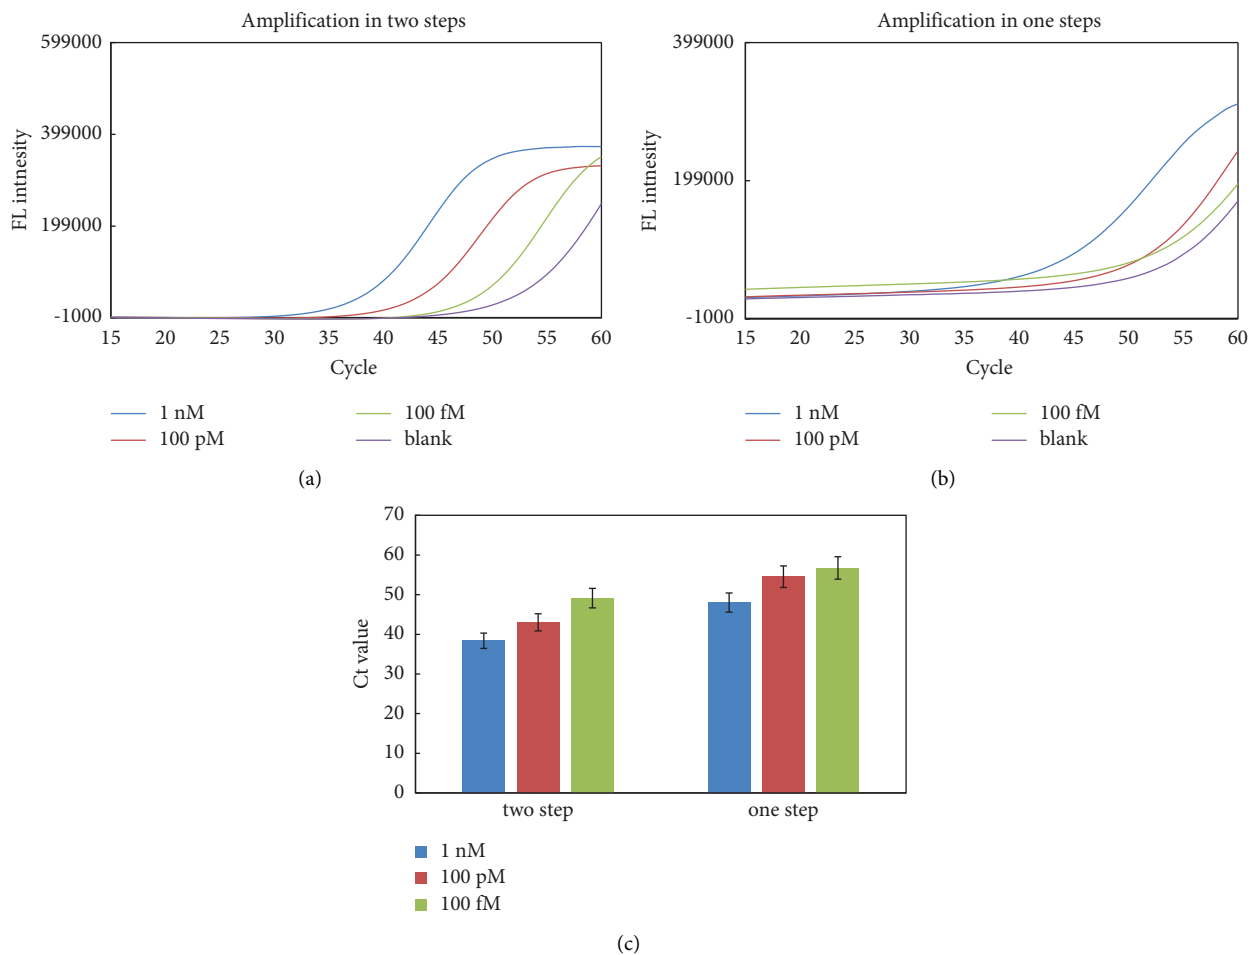 Amplification in two steps
599000
399000
199000
-1000
FL intnesity
15 20 25 30 35 40 45 50 55 60
Cycle
1 nM
100 fM
100 pM
blank
(a)
Amplification in one steps
399000
199000
-1000
FL intnesity
15 20 25 30 35 40 45 50 55 60
Cycle
1 nM
100 fM
100 pM
blank
(b)
70
60
50
40
30
20
10
0
Ct value
two step
one step
1 nM
100 pM
100 fM
(c)